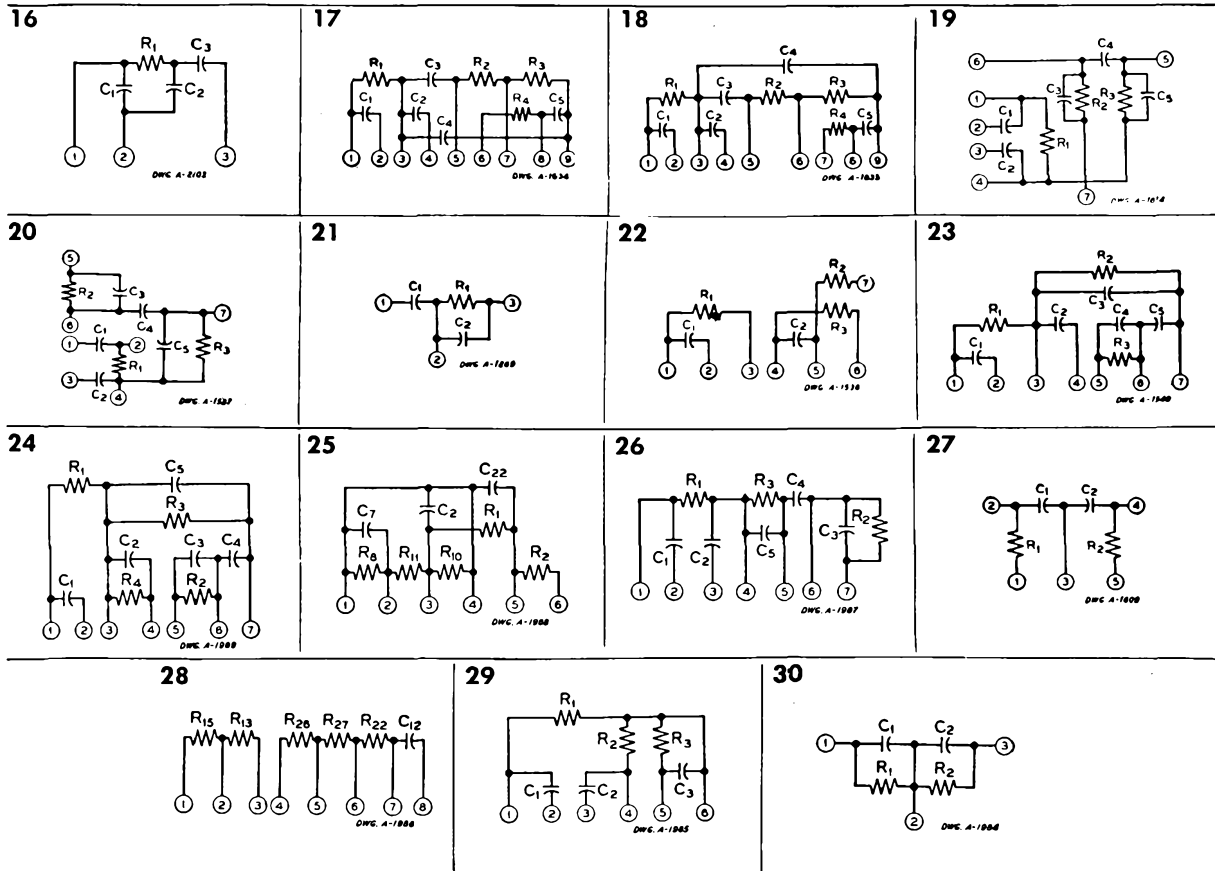 16
R1 C3
C1 C2
1 2 3
DWG. A-2102
17
R1 C3 R2 R3
C1 C2 R4 C5
C4
1 2 3 4 5 6 7 8 9
DWG. A-1634
18
C4
R1 C3 R2 R3
C1 C2 R4 C5
1 2 3 4 5 6 7 8 9
DWG. A-1633
19
C4
6 5
1 C3 R2 R3 C5
2 C1
3 C2 R1
4
7
20
5
R2 C3
6 C4 7
C1
1 2 C5 R3
R1
3 C2 4
21
C1 R1
1 3
C2
2
DWG. A-1269
22
R2
7
R1
R3
C1 C2
1 2 3 4 5 6
23
R2
C3
R1 C2 C4 C5
C1 R3
1 2 3 4 5 6 7
24
R1 C5
R3
C2 C3 C4
C1 R4 R2
1 2 3 4 5 6 7
DWG. A-1989
25
C22
C7 C2 R1
R8 R11 R10 R2
1 2 3 4 5 6
DWG. A-1988
26
R1 R3 C4
R2
C1 C2 C5 C3
1 2 3 4 5 6 7
DWG. A-1987
27
C1 C2
2 4
R1 R2
1 3 5
DWG. A-1609
28
R15 R13 R26 R27 R22 C12
1 2 3 4 5 6 7 8
DWG. A-1986
29
R1
R2 R3
C1 C2 C3
1 2 3 4 5 6
DWG. A-1985
30
C1 C2
1 3
R1 R2
2
DWG. A-1984